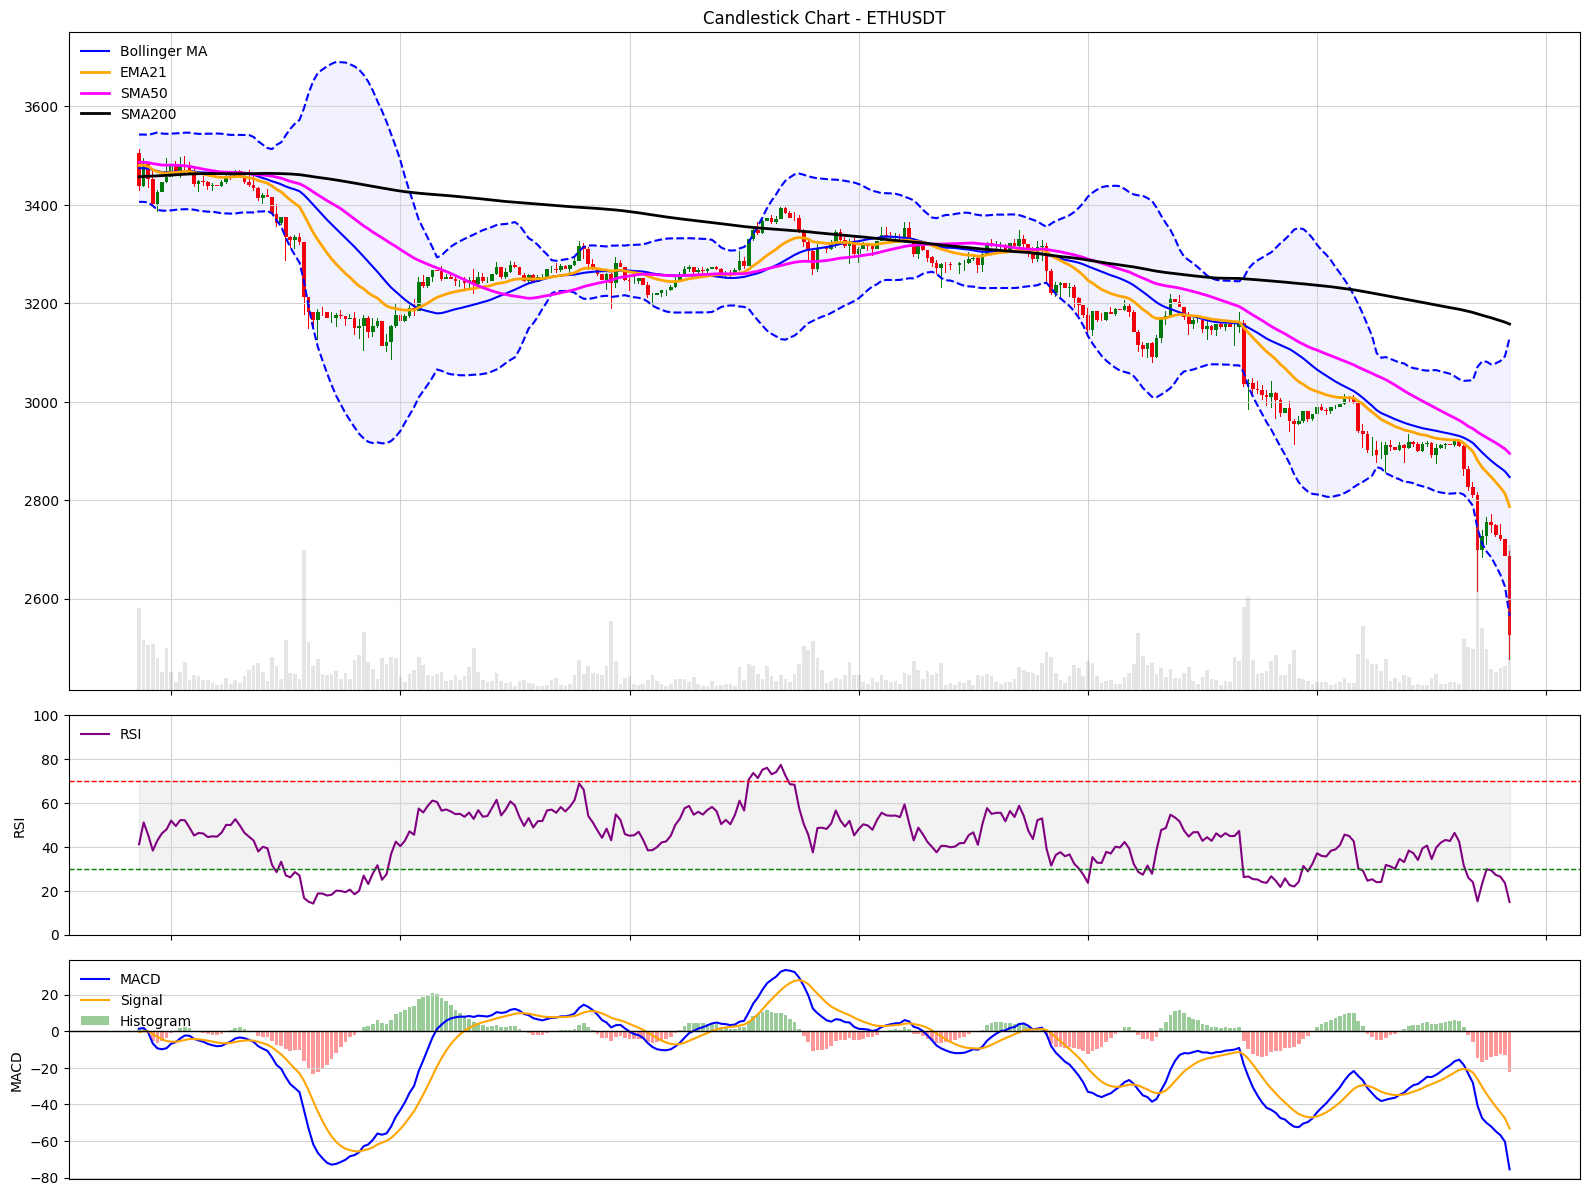 Candlestick Chart - ETHUSDT
Bollinger MA
EMA21
SMA50
SMA200
3600
3400
3200
3000
2800
2600
RSI
100
80
60
40
20
0
RSI
MACD
Signal
Histogram
20
0
−20
−40
−60
−80
MACD